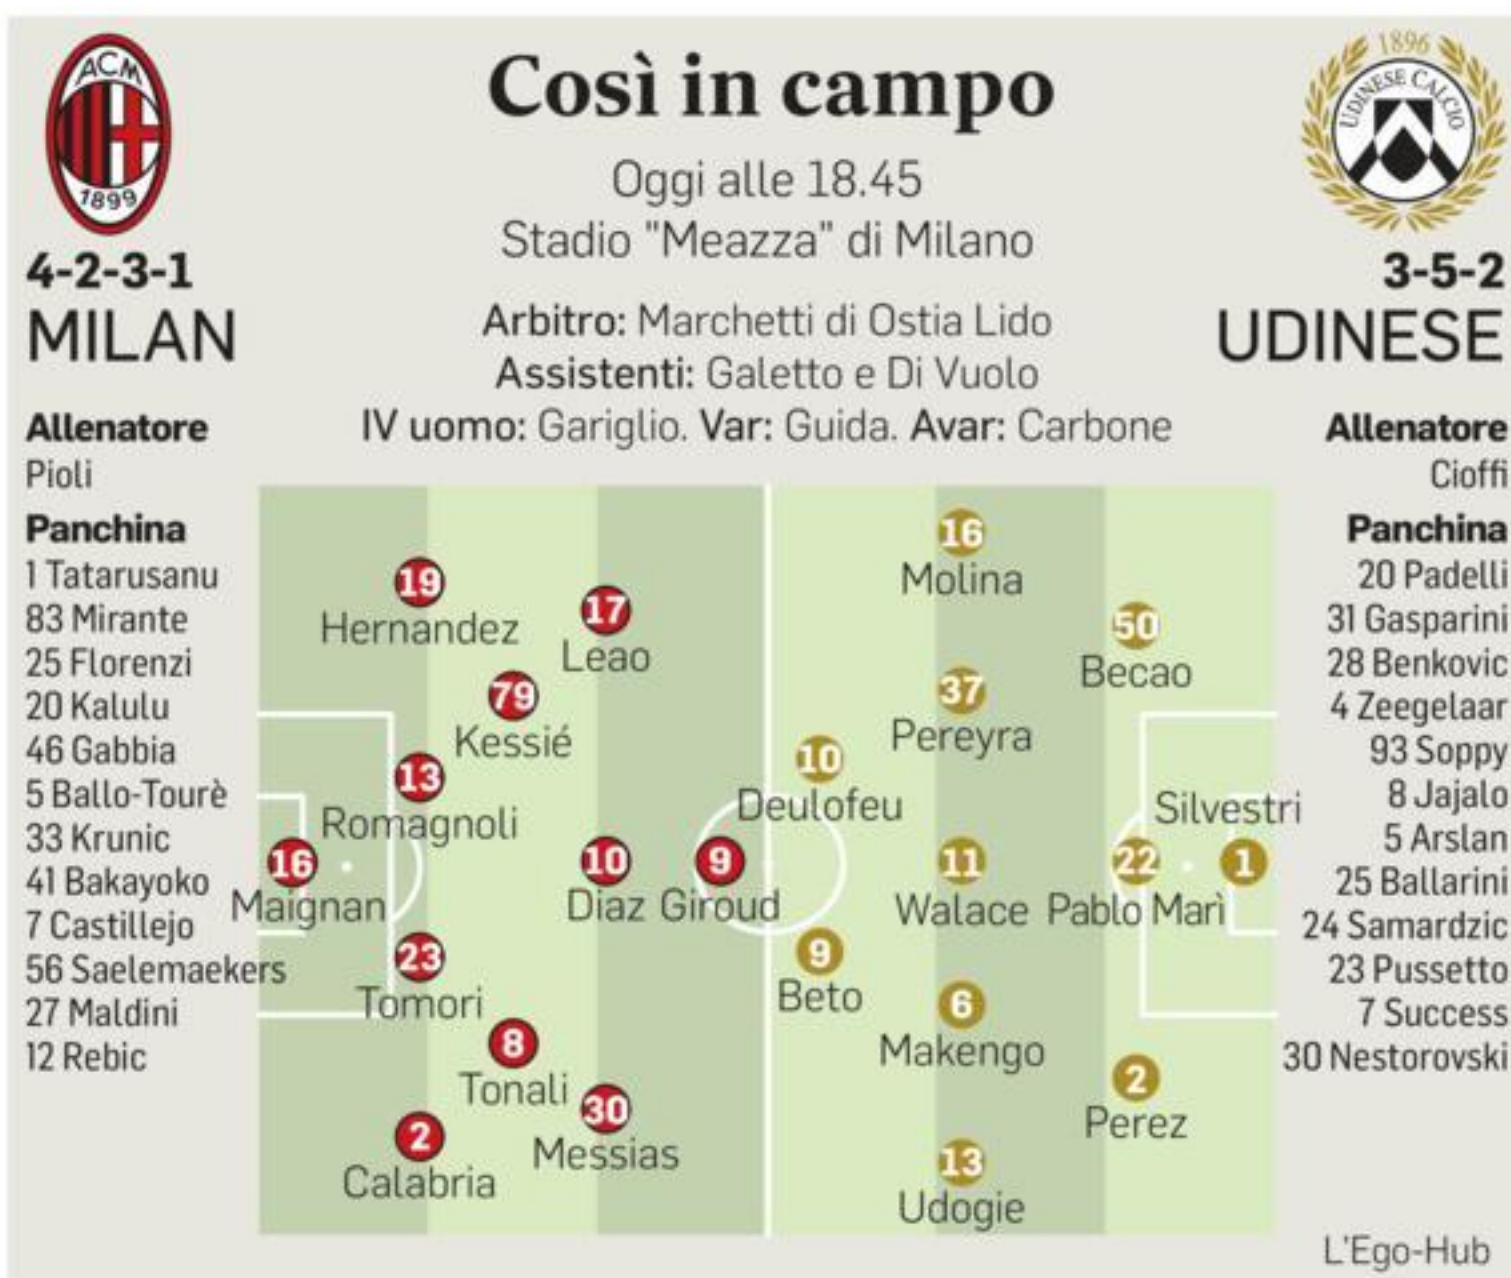 ACM
1899
4-2-3-1
MILAN
Allenatore
Pioli
Panchina
1 Tatarusanu
83 Mirante
25 Florenzi
20 Kalulu
46 Gabbia
5 Ballo-Tourè
33 Krunic
41 Bakayoko
7 Castillejo
56 Saelemaekers
27 Maldini
12 Rebic
Così in campo
Oggi alle 18.45
Stadio "Meazza" di Milano
Arbitro: Marchetti di Ostia Lido
Assistenti: Galetto e Di Vuolo
IV uomo: Gariglio. Var: Guida. Avar: Carbone
1896
UDINESE CALCIO
3-5-2
UDINESE
Allenatore
Cioffi
Panchina
20 Padelli
31 Gasparini
28 Benkovic
4 Zeegelaar
93 Soppy
8 Jajalo
5 Arslan
25 Ballarini
24 Samardzic
23 Pussetto
7 Success
30 Nestorovski
16
Maignan
19
Hernandez
13
Romagnoli
23
Tomori
2
Calabria
79
Kessié
8
Tonali
17
Leao
10
Diaz
30
Messias
9
Giroud
10
Deulofeu
9
Beto
16
Molina
37
Pereyra
11
Walace
6
Makengo
13
Udogie
50
Becao
22
Pablo Marì
2
Perez
Silvestri
1
L'Ego-Hub